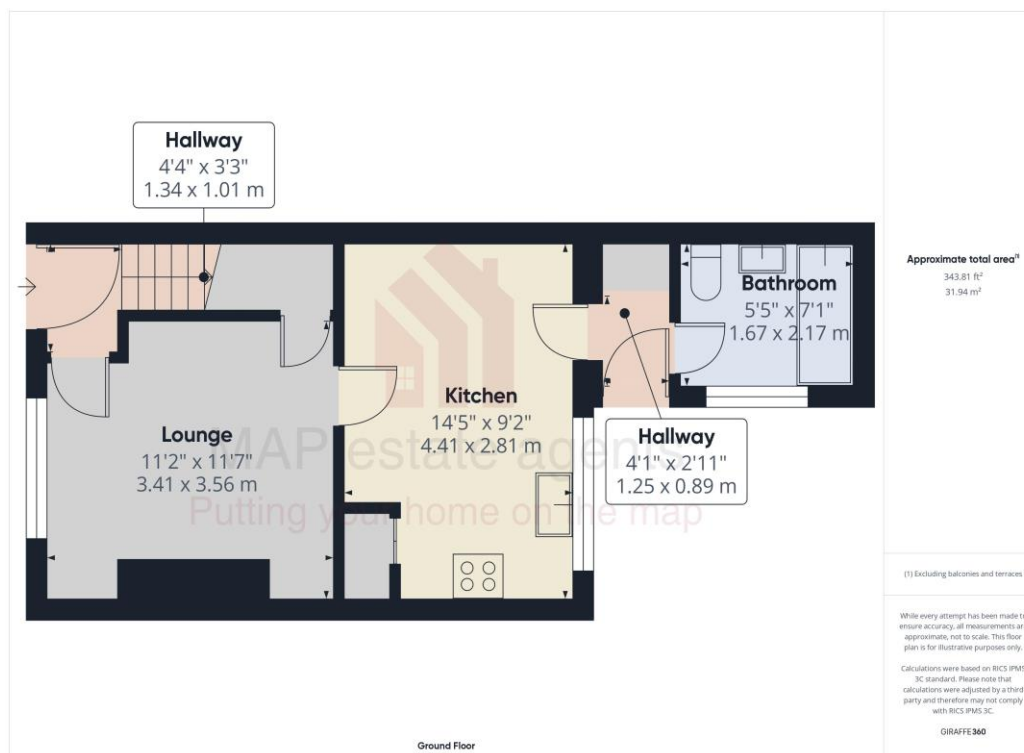 Hallway
4'4" x 3'3"
1.34 x 1.01 m
Bathroom
5'5" x 7'1"
1.67 x 2.17 m
Kitchen
14'5" x 9'2"
4.41 x 2.81 m
Lounge
11'2" x 11'7"
3.41 x 3.56 m
Hallway
4'1" x 2'11"
1.25 x 0.89 m
MAP estate agents
Putting your home on the map
Ground Floor
Approximate total area⁽¹⁾
343.81 ft²
31.94 m²
(1) Excluding balconies and terraces
While every attempt has been made to
ensure accuracy, all measurements are
approximate, not to scale. This floor
plan is for illustrative purposes only.
Calculations were based on RICS IPMS
3C standard. Please note that
calculations were adjusted by a third
party and therefore may not comply
with RICS IPMS 3C.
GIRAFFE360